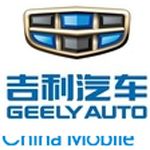 吉利汽车
GEELY AUTO
China Mobile